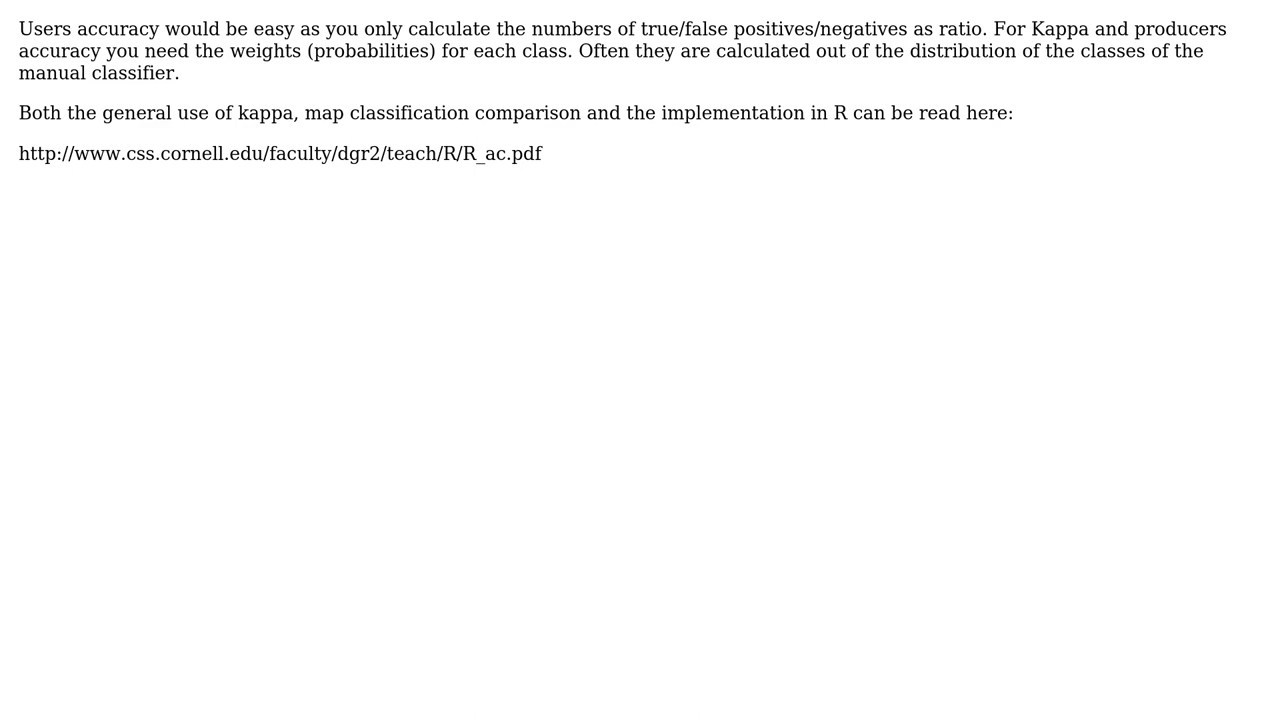 Users accuracy would be easy as you only calculate the numbers of true/false positives/negatives as ratio. For Kappa and producers
accuracy you need the weights (probabilities) for each class. Often they are calculated out of the distribution of the classes of the
manual classifier.
Both the general use of kappa, map classification comparison and the implementation in R can be read here:
http://www.css.cornell.edu/faculty/dgr2/teach/R/R_ac.pdf